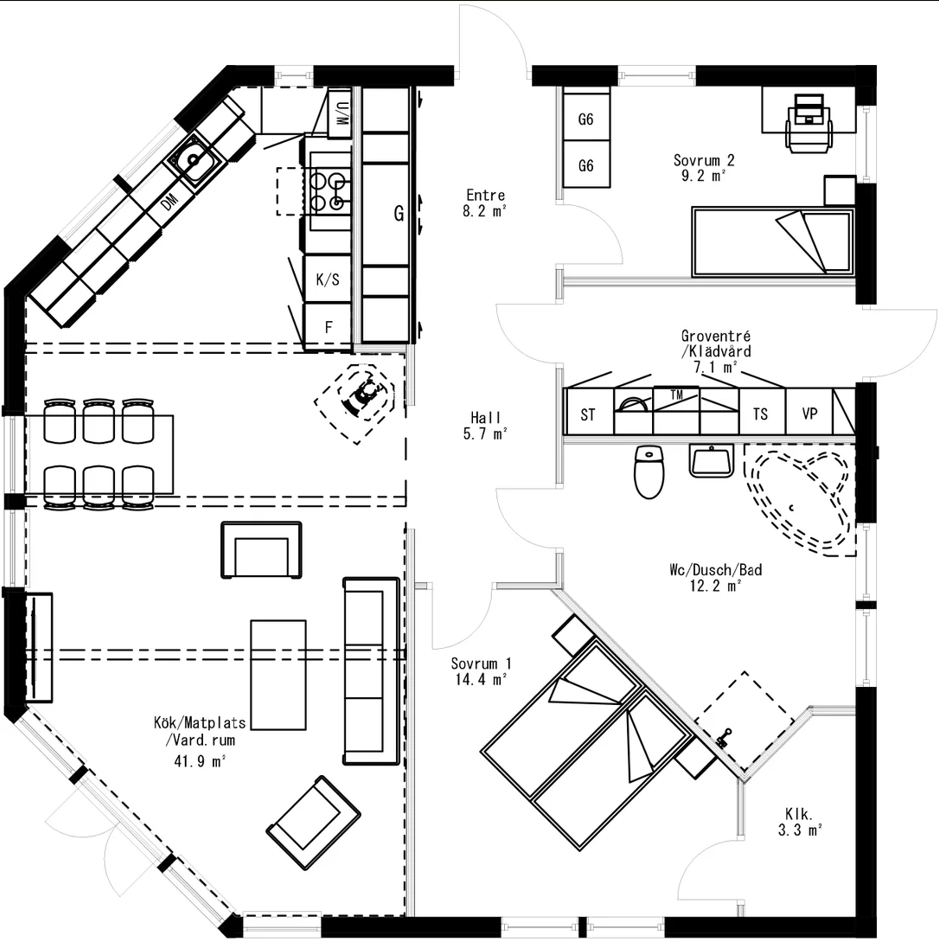 U/M
G6
G6
Sovrum 2
9.2 m²
DM
Entre
8.2 m²
G
K/S
F
Groventré
/Klädvård
7.1 m²
Hall
5.7 m²
ST
TM
TS
VP
Wc/Dusch/Bad
12.2 m²
Sovrum 1
14.4 m²
Kök/Matplats
/Vard.rum
41.9 m²
Klk.
3.3 m²